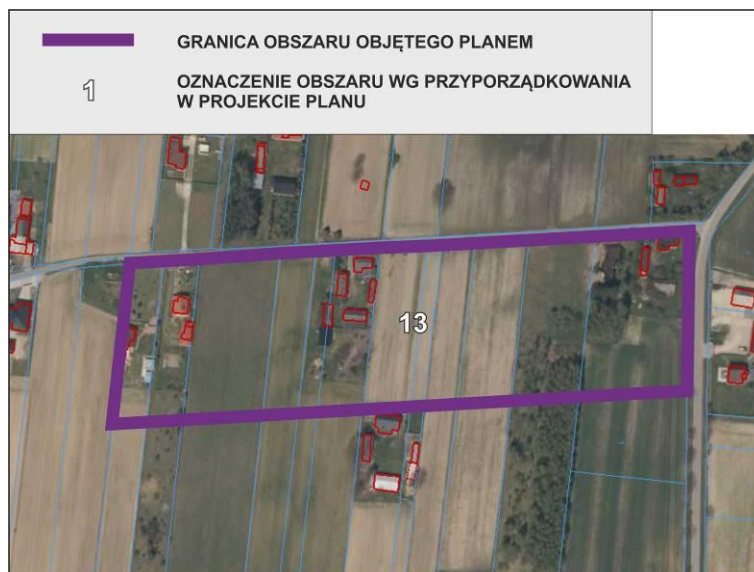 GRANICA OBSZARU OBJĘTEGO PLANEM
1
OZNACZENIE OBSZARU WG PRZYPORZĄDKOWANIA
W PROJEKCIE PLANU
13